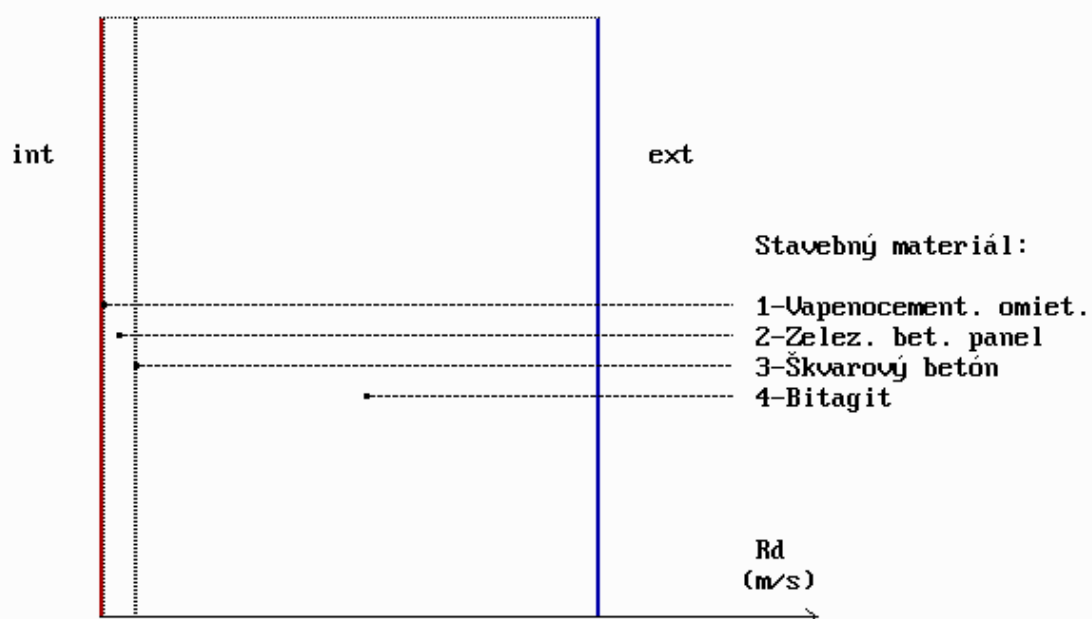 int
ext
Stavebný materiál:
1-Vapenocement. omiet.
2-Zelez. bet. panel
3-Škvarový betón
4-Bitagit
Rd
(m/s)